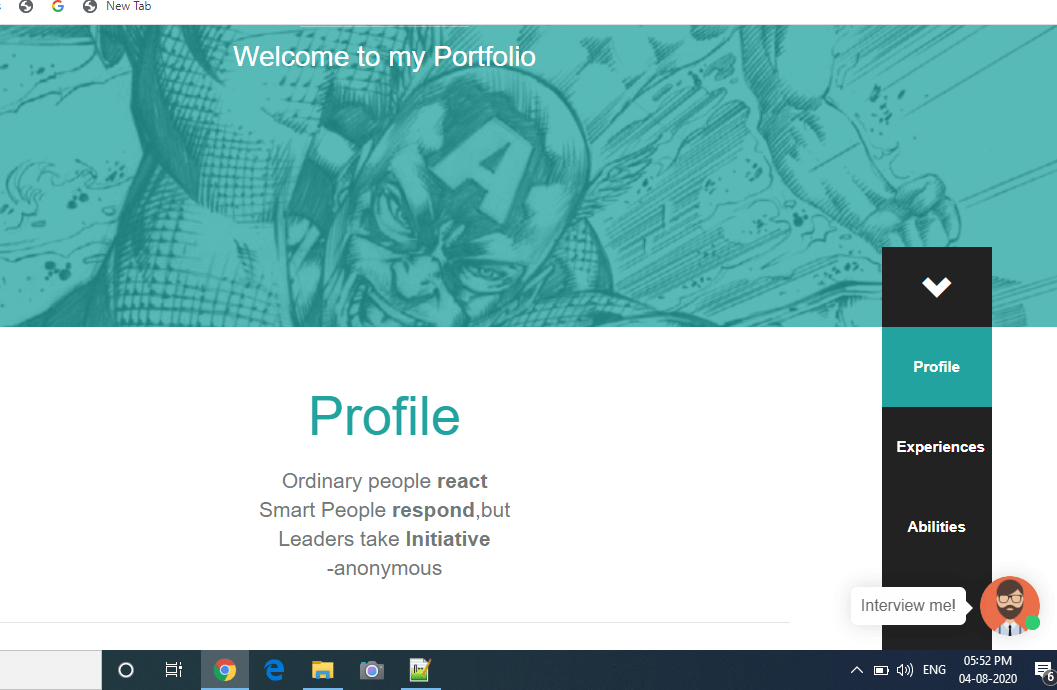 New Tab
Welcome to my Portfolio
A
Profile
Experiences
Abilities
Profile
Ordinary people react
Smart People respond,but
Leaders take Initiative
-anonymous
Interview me!
ENG
05:52 PM
04-08-2020
6